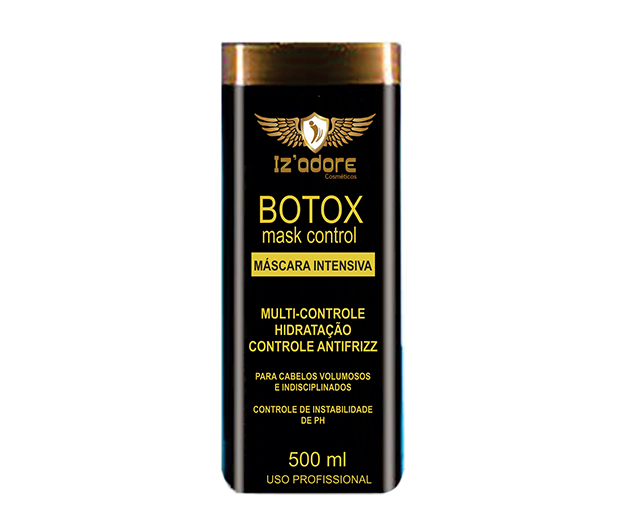 Iz'adore
Cosméticos
BOTOX
mask control
MÁSCARA INTENSIVA
MULTI-CONTROLE
HIDRATAÇÃO
CONTROLE ANTIFRIZZ
PARA CABELOS VOLUMOSOS
E INDISCIPLINADOS
CONTROLE DE INSTABILIDADE
DE PH
500 ml
USO PROFISSIONAL